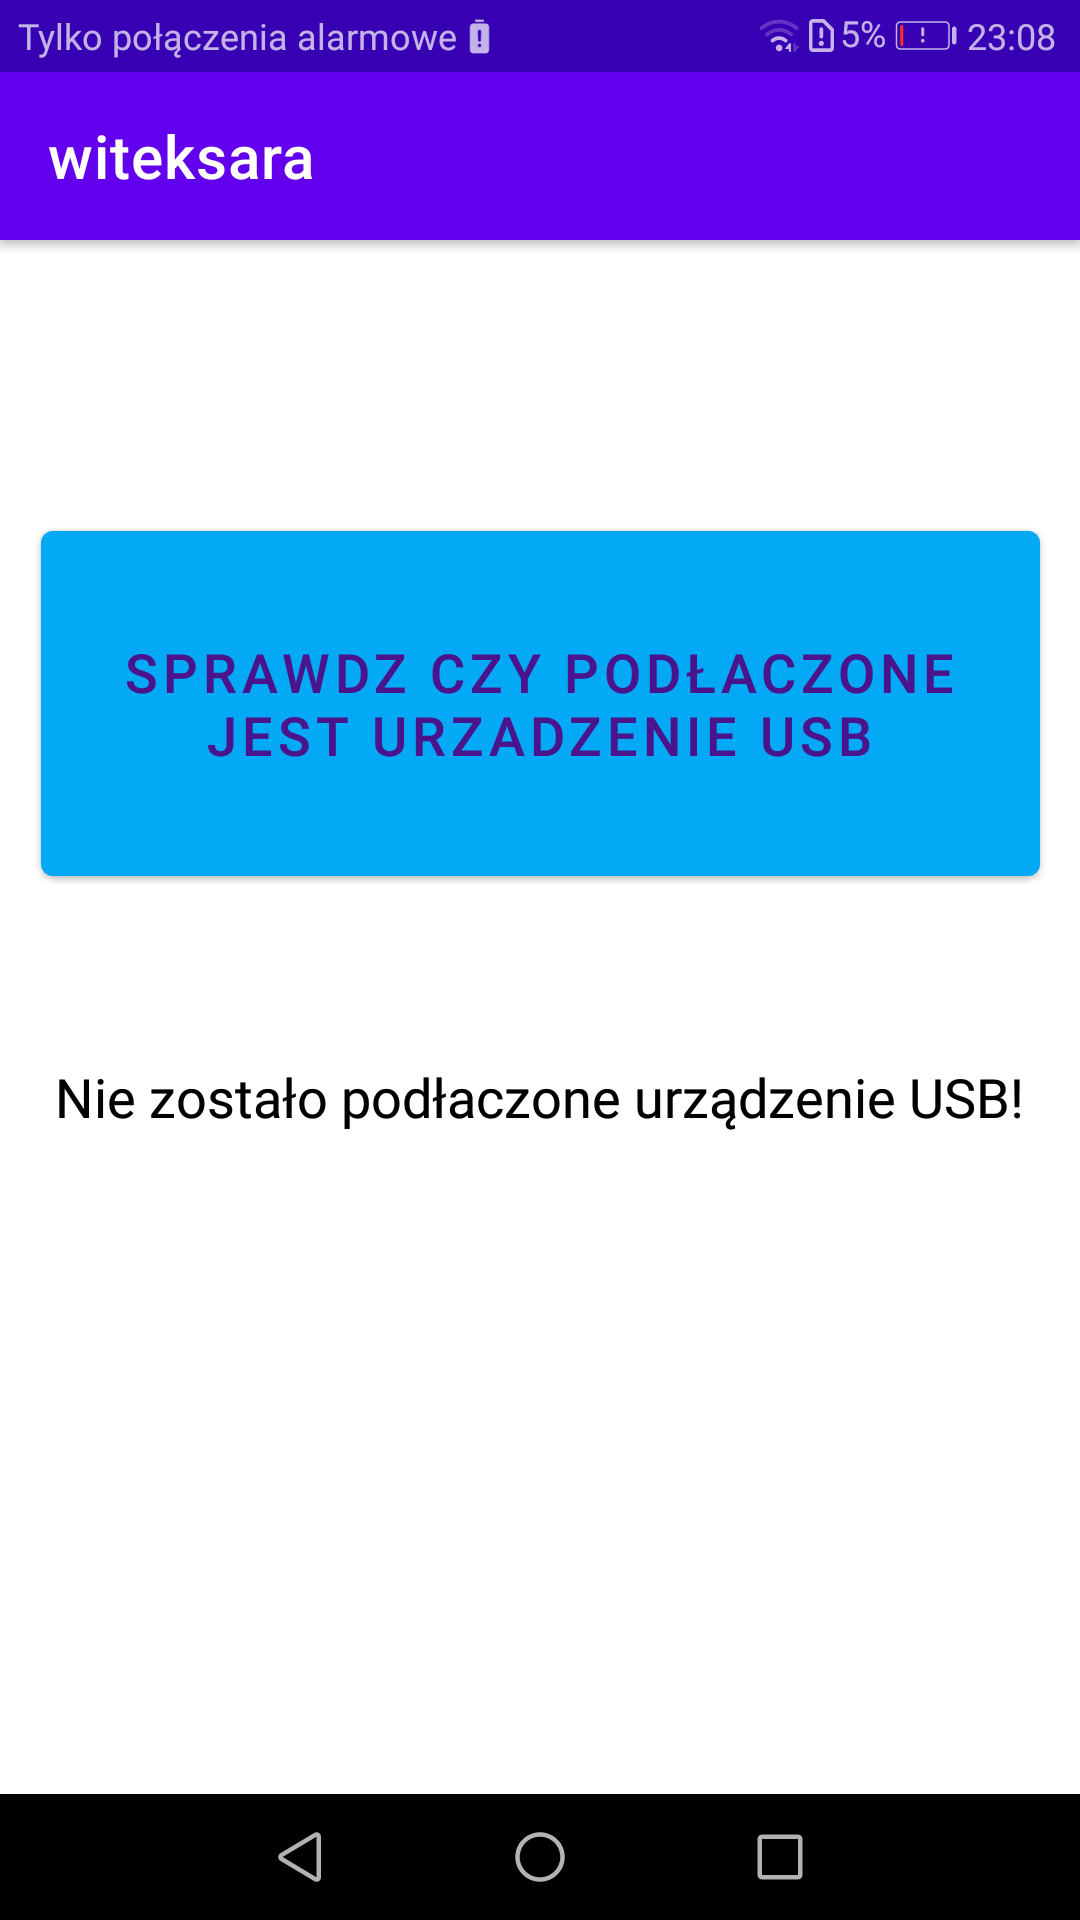 Tylko połączenia alarmowe
5% 23:08
witeksara
SPRAWDZ CZY PODŁACZONE
JEST URZADZENIE USB
Nie zostało podłaczone urządzenie USB!